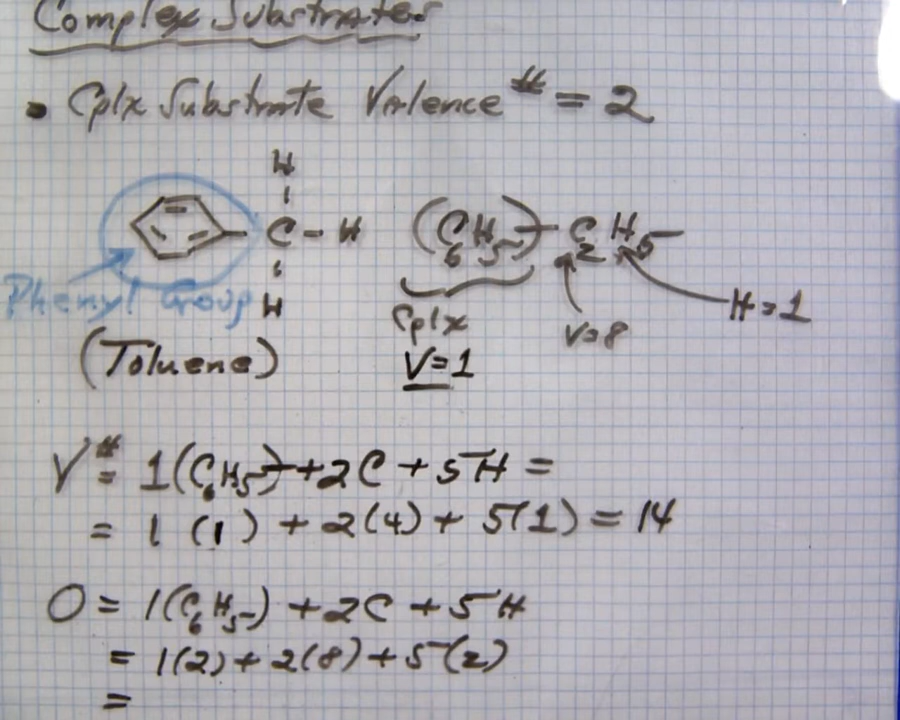 Complex Substrates
• Cplx Substrate Valence # = 2
H
C - H
H
Phenyl Group
(Toluene)
(C6H5)- C2H5-
Cplx
V=1
V=8
H=1
V# = 1(C6H5)- + 2C + 5H =
= 1 (1) + 2(4) + 5(1) = 14
O = 1(C6H5-) + 2C + 5H
= 1(2) + 2(8) + 5(2)
=